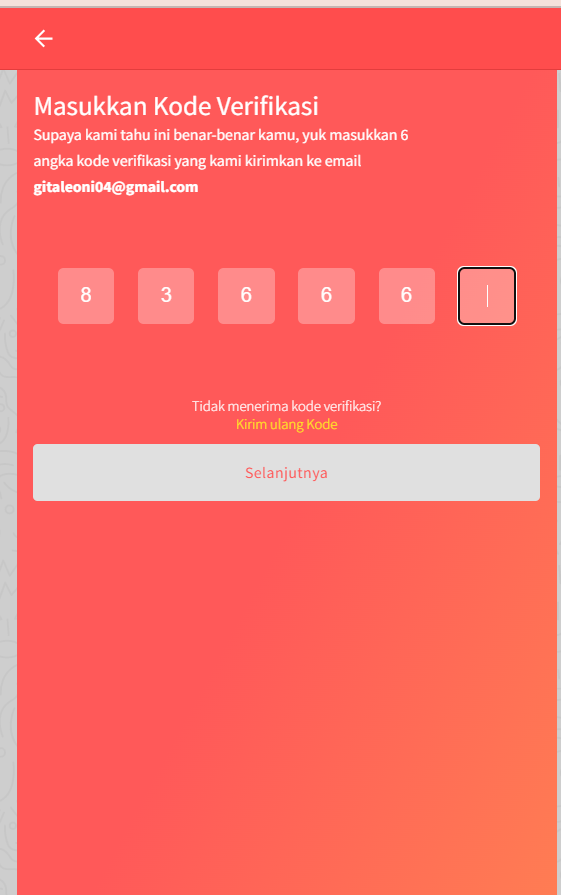 Masukkan Kode Verifikasi
Supaya kami tahu ini benar-benar kamu, yuk masukkan 6
angka kode verifikasi yang kami kirimkan ke email
gitaleoni04@gmail.com
8 3 6 6 6
Tidak menerima kode verifikasi?
Kirim ulang Kode
Selanjutnya